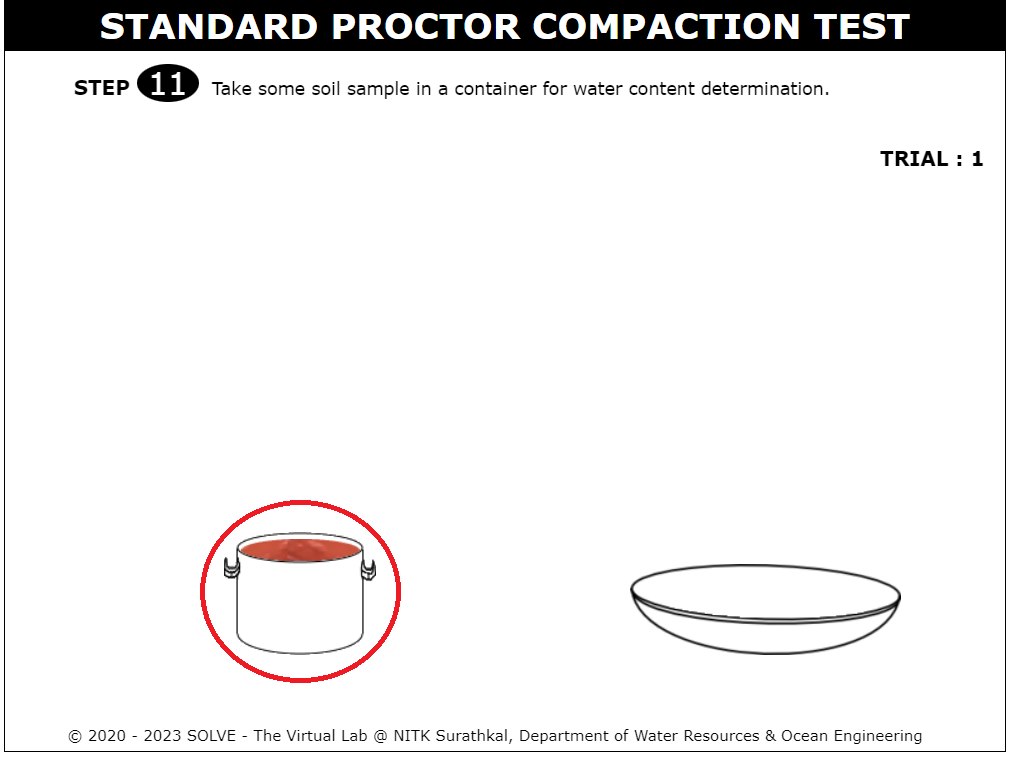 STANDARD PROCTOR COMPACTION TEST
STEP 11 Take some soil sample in a container for water content determination.
TRIAL : 1
© 2020 - 2023 SOLVE - The Virtual Lab @ NITK Surathkal, Department of Water Resources & Ocean Engineering